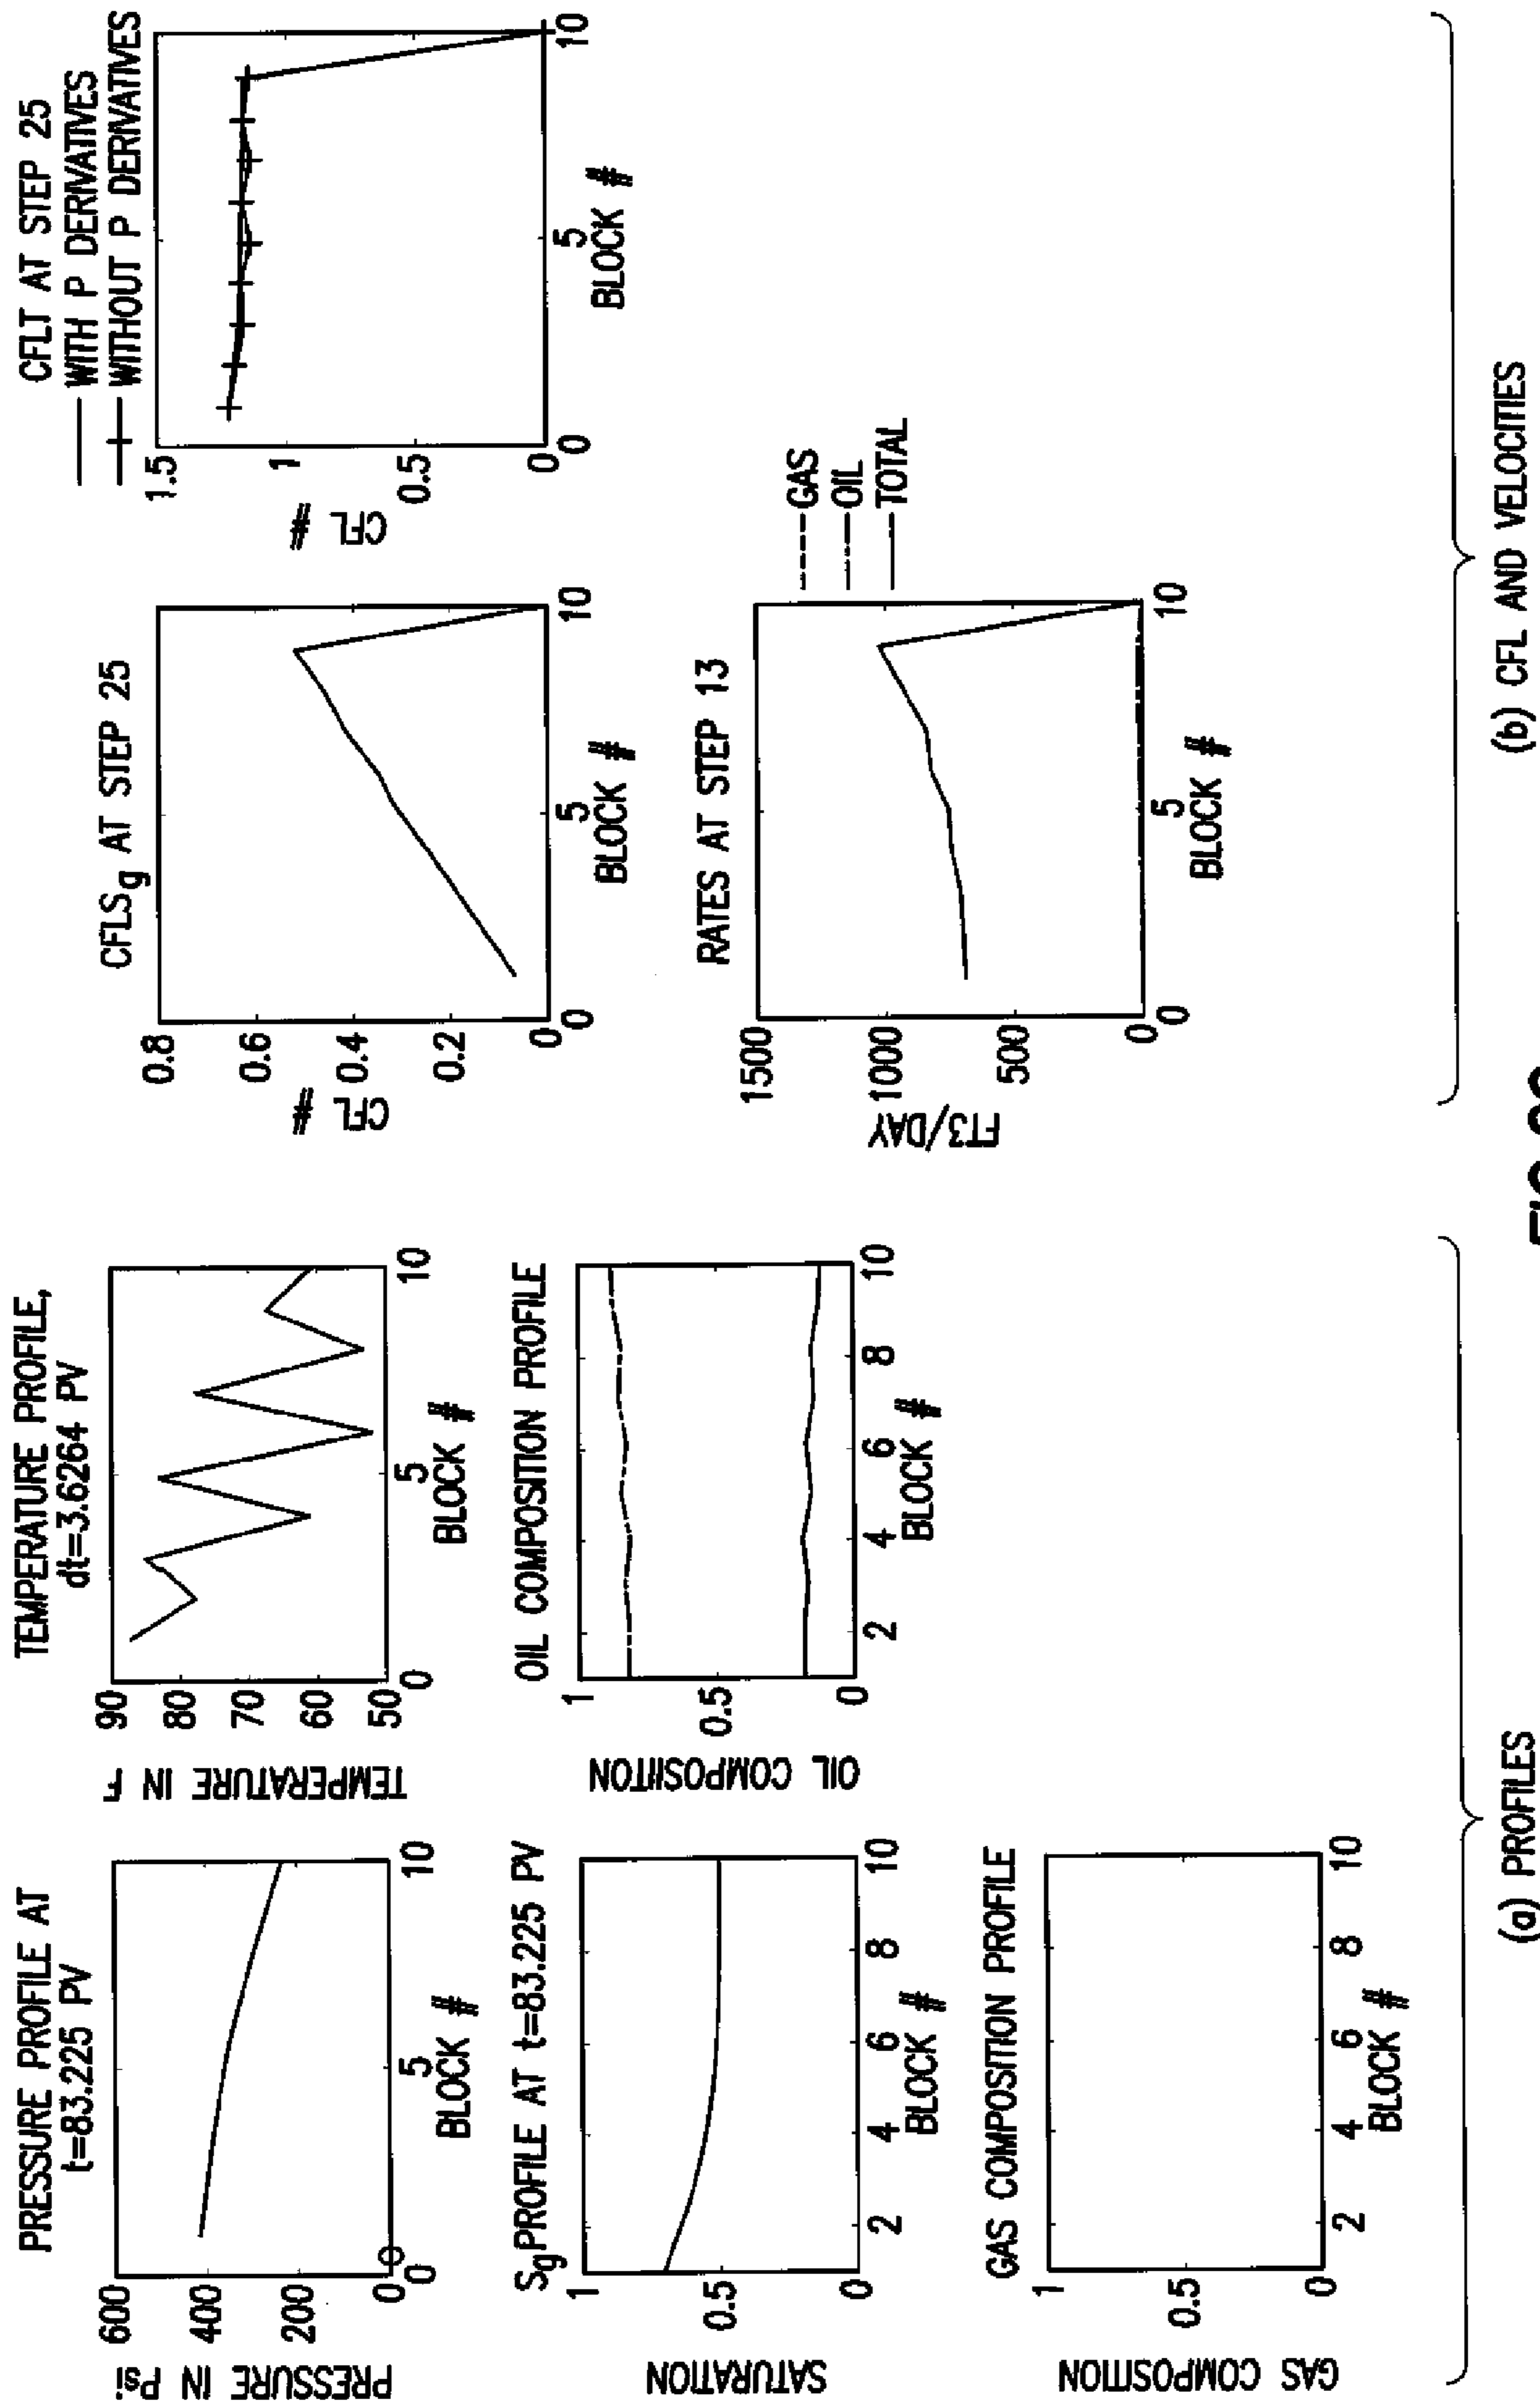 PRESSURE PROFILE AT
t=83.225 PV
PRESSURE IN Psi
600
400
200
0
0
5
10
BLOCK #
TEMPERATURE PROFILE,
dt=3.6264 PV
TEMPERATURE IN F
90
80
70
60
50
0
5
10
BLOCK #
Sg PROFILE AT t=83.225 PV
SATURATION
1
0.5
0
2
4
6
8
10
BLOCK #
OIL COMPOSITION PROFILE
OIL COMPOSIITON
1
0.5
0
2
4
6
8
10
BLOCK #
GAS COMPOSITION PROFILE
GAS COMPOSITION
1
0.5
0
2
4
6
8
10
BLOCK #
(a) PROFILES
CFLSg AT STEP 25
CFL #
0.8
0.6
0.4
0.2
0
0
5
10
BLOCK #
CFLT AT STEP 25
WITH P DERIVATIVES
WITHOUT P DERIVATIVES
CFL #
1.5
1
0.5
0
0
5
10
BLOCK #
RATES AT STEP 13
FT3/DAY
1500
1000
500
0
0
5
10
BLOCK #
GAS
OIL
TOTAL
(b) CFL AND VELOCITIES